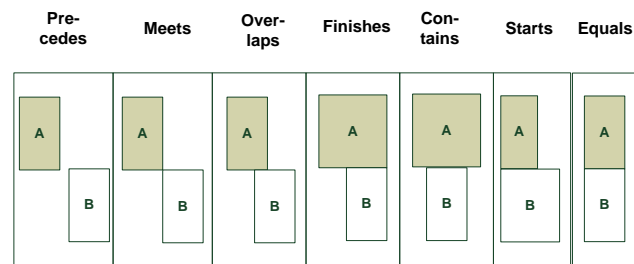 Pre-
cedes
Meets
Over-
laps
Finishes
Con-
tains
Starts
Equals
A
B
A
B
A
B
A
B
A
B
A
B
A
B